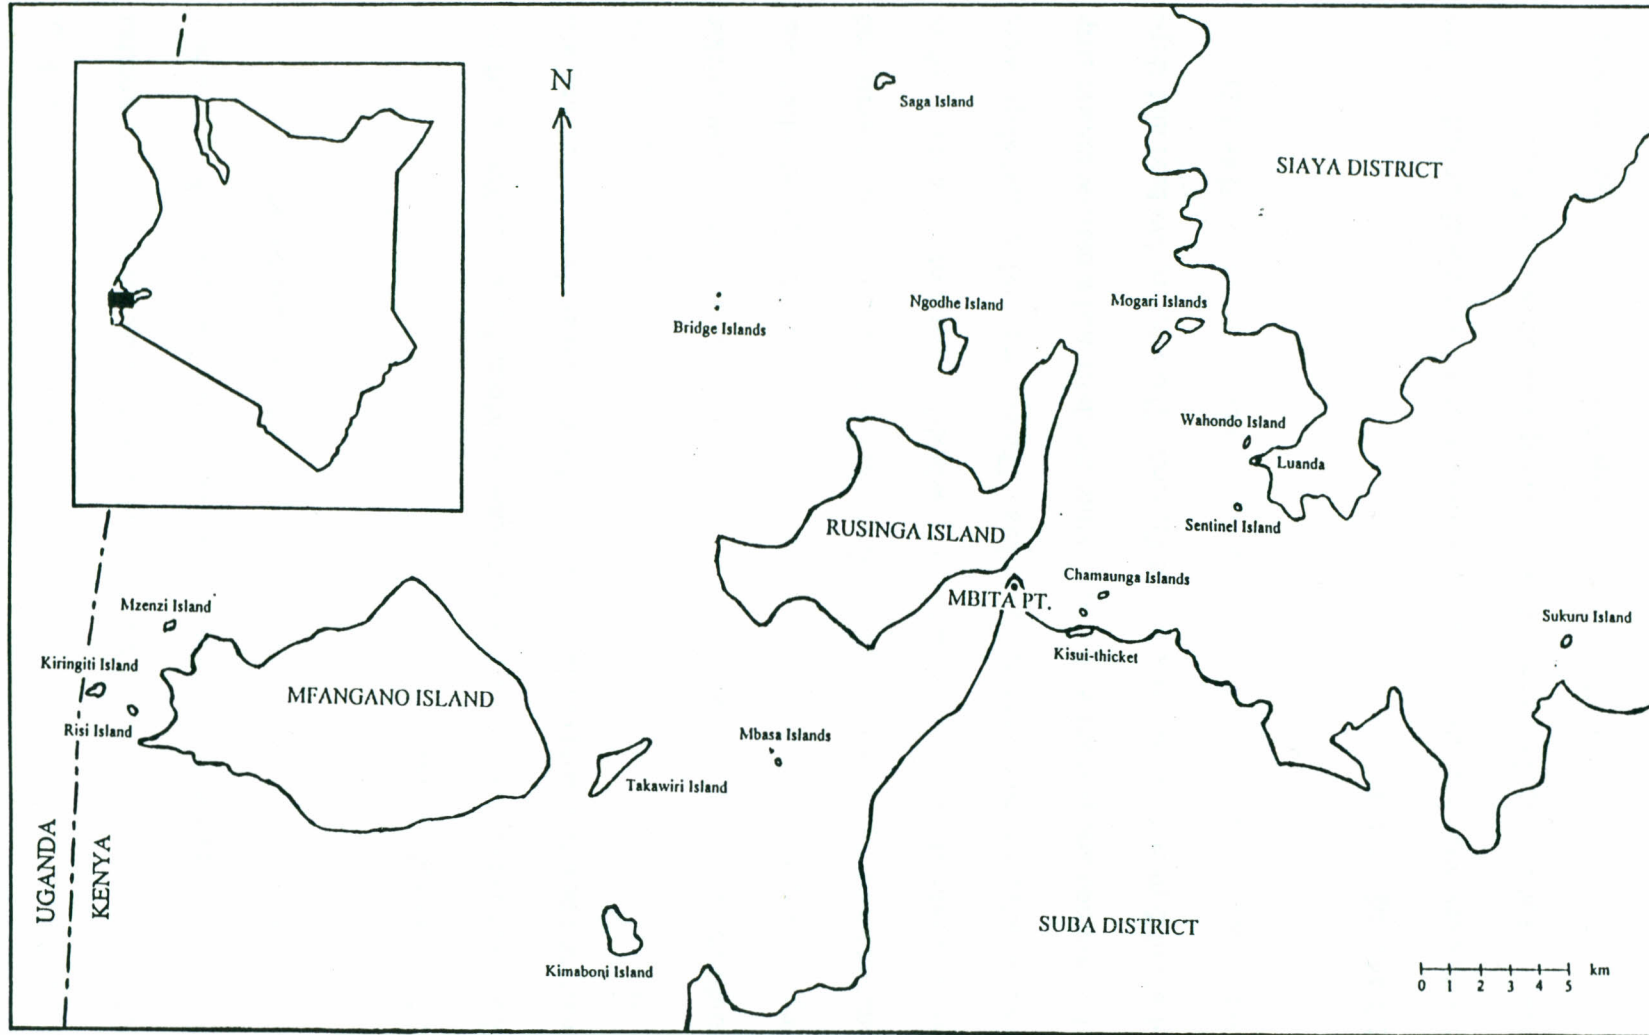 N
Saga Island
SIAYA DISTRICT
Bridge Islands
Ngodhe Island
Mogari Islands
Wahondo Island
Luanda
Sentinel Island
RUSINGA ISLAND
MBITA PT.
Chamaunga Islands
Kisui-thicket
Sukuru Island
Mzenzi Island
Kiringiti Island
Risi Island
MFANGANO ISLAND
Mbasa Islands
Takawiri Island
UGANDA
KENYA
Kimaboni Island
SUBA DISTRICT
km
0 1 2 3 4 5